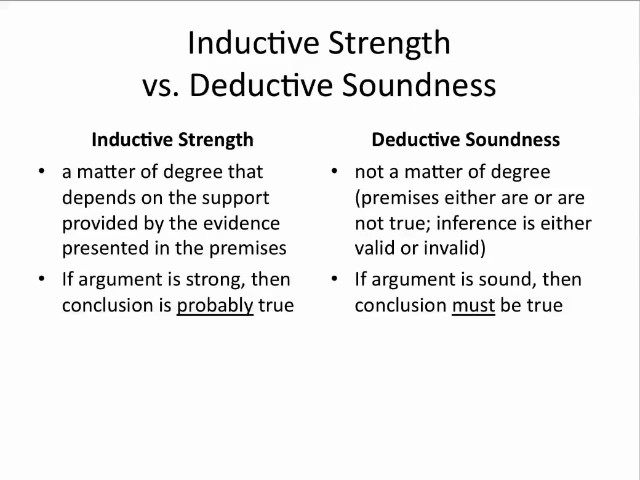 Inductive Strength
vs. Deductive Soundness
Inductive Strength
• a matter of degree that
depends on the support
provided by the evidence
presented in the premises
• If argument is strong, then
conclusion is probably true
Deductive Soundness
• not a matter of degree
(premises either are or are
not true; inference is either
valid or invalid)
• If argument is sound, then
conclusion must be true